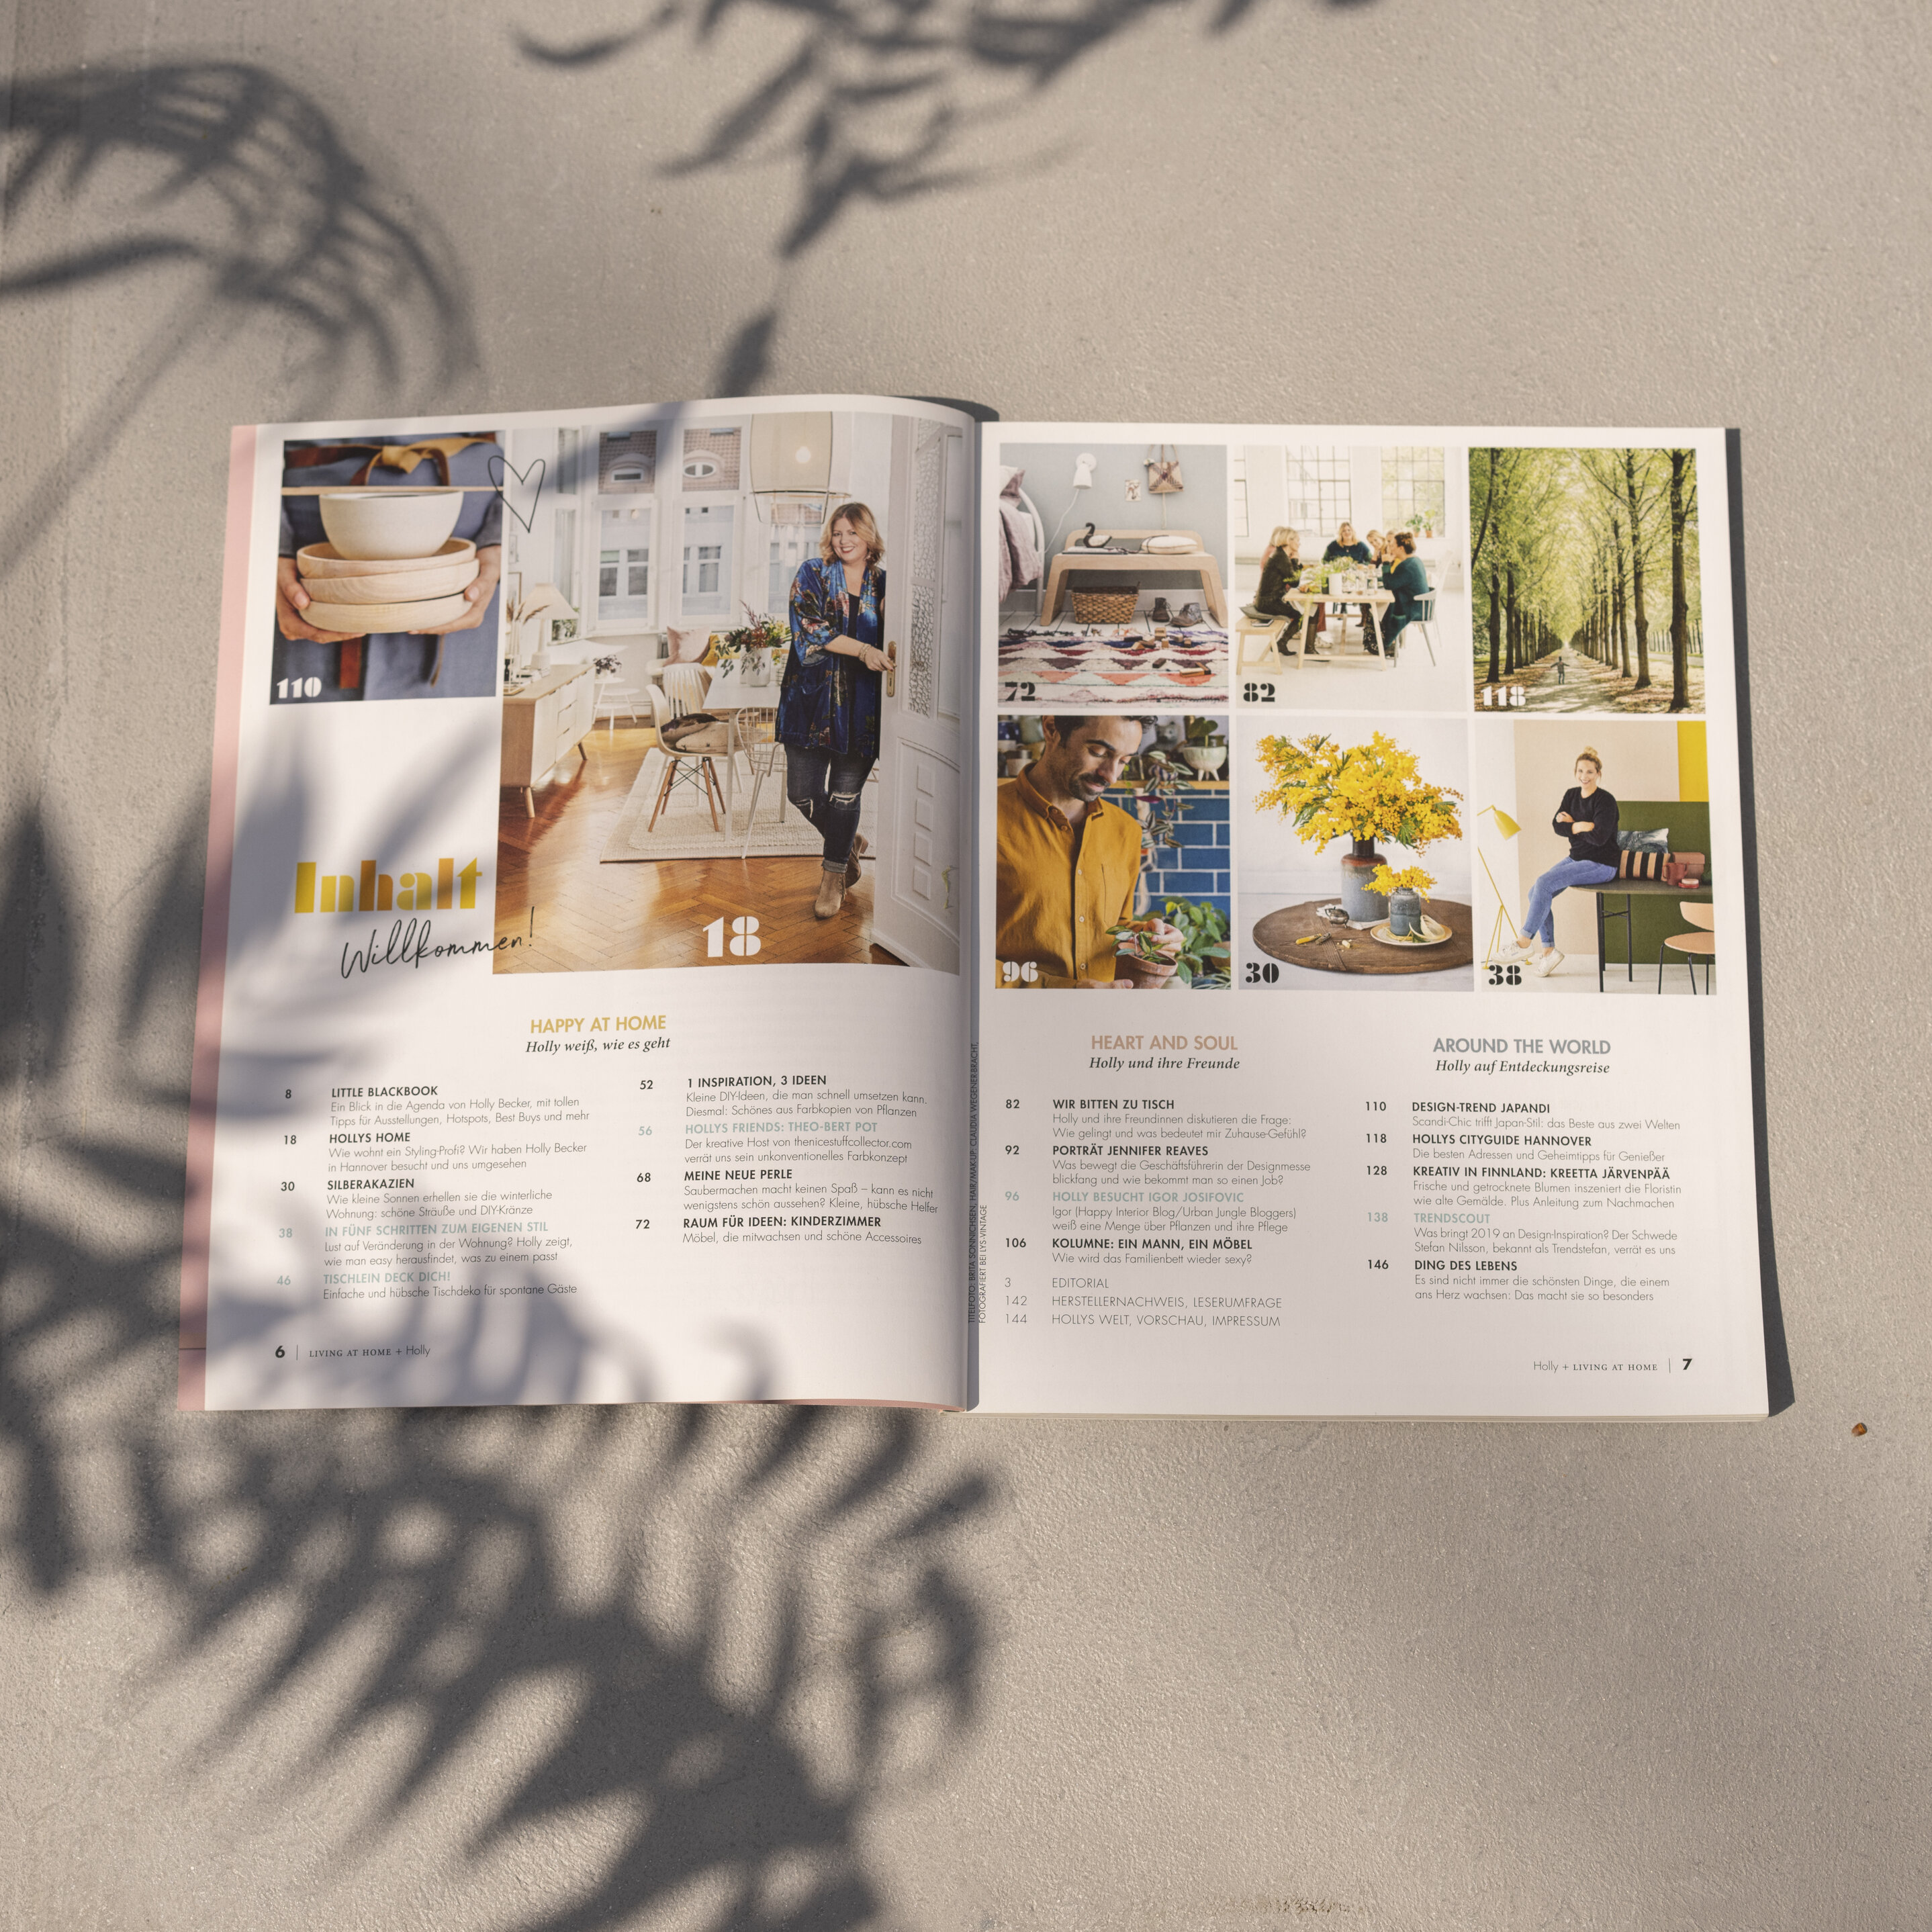 110
18
Inhalt
Willkommen!
HAPPY AT HOME
Holly weiß, wie es geht
8 LITTLE BLACKBOOK
Ein Blick in die Agenda von Holly Becker, mit tollen
Tipps für Ausstellungen, Hotspots, Best Buys und mehr
18 HOLLYS HOME
Wie wohnt ein Styling-Profi? Wir haben Holly Becker
in Hannover besucht und uns umgesehen
30 SILBERAKAZIEN
Wie kleine Sonnen erhellen sie die winterliche
Wohnung: schöne Sträuße und DIY-Kränze
38 IN FÜNF SCHRITTEN ZUM EIGENEN STIL
Lust auf Veränderung in der Wohnung? Holly zeigt,
wie man easy herausfindet, was zu einem passt
46 TISCHLEIN DECK DICH!
Einfache und hübsche Tischdeko für spontane Gäste
52 1 INSPIRATION, 3 IDEEN
Kleine DIY-Ideen, die man schnell umsetzen kann.
Diesmal: Schönes aus Farbkopien von Pflanzen
56 HOLLYS FRIENDS: THEO-BERT POT
Der kreative Host von thenicestuffcollector.com
verrät uns sein unkonventionelles Farbkonzept
68 MEINE NEUE PERLE
Saubermachen macht keinen Spaß – kann es nicht
wenigstens schön aussehen? Kleine, hübsche Helfer
72 RAUM FÜR IDEEN: KINDERZIMMER
Möbel, die mitwachsen und schöne Accessoires
6 | LIVING AT HOME + Holly
TITELFOTO: BRITA SÖNNICHSEN; HAIR/MAKE-UP: CLAUDIA WEGENER-BRACHT,
FOTOGRAFIERT BEI LYS-VINTAGE
72
82
118
96
30
38
HEART AND SOUL
Holly und ihre Freunde
82 WIR BITTEN ZU TISCH
Holly und ihre Freundinnen diskutieren die Frage:
Wie gelingt und was bedeutet mir Zuhause-Gefühl?
92 PORTRÄT JENNIFER REAVES
Was bewegt die Geschäftsführerin der Designmesse
blickfang und wie bekommt man so einen Job?
96 HOLLY BESUCHT IGOR JOSIFOVIC
Igor (Happy Interior Blog/Urban Jungle Bloggers)
weiß eine Menge über Pflanzen und ihre Pflege
106 KOLUMNE: EIN MANN, EIN MÖBEL
Wie wird das Familienbett wieder sexy?
3 EDITORIAL
142 HERSTELLERNACHWEIS, LESERUMFRAGE
144 HOLLYS WELT, VORSCHAU, IMPRESSUM
AROUND THE WORLD
Holly auf Entdeckungsreise
110 DESIGN-TREND JAPANDI
Scandi-Chic trifft Japan-Stil: das Beste aus zwei Welten
118 HOLLYS CITYGUIDE HANNOVER
Die besten Adressen und Geheimtipps für Genießer
128 KREATIV IN FINNLAND: KREETTA JÄRVENPÄÄ
Frische und getrocknete Blumen inszeniert die Floristin
wie alte Gemälde. Plus Anleitung zum Nachmachen
138 TRENDSCOUT
Was bringt 2019 an Design-Inspiration? Der Schwede
Stefan Nilsson, bekannt als Trendstefan, verrät es uns
146 DING DES LEBENS
Es sind nicht immer die schönsten Dinge, die einem
ans Herz wachsen: Das macht sie so besonders
Holly + LIVING AT HOME | 7